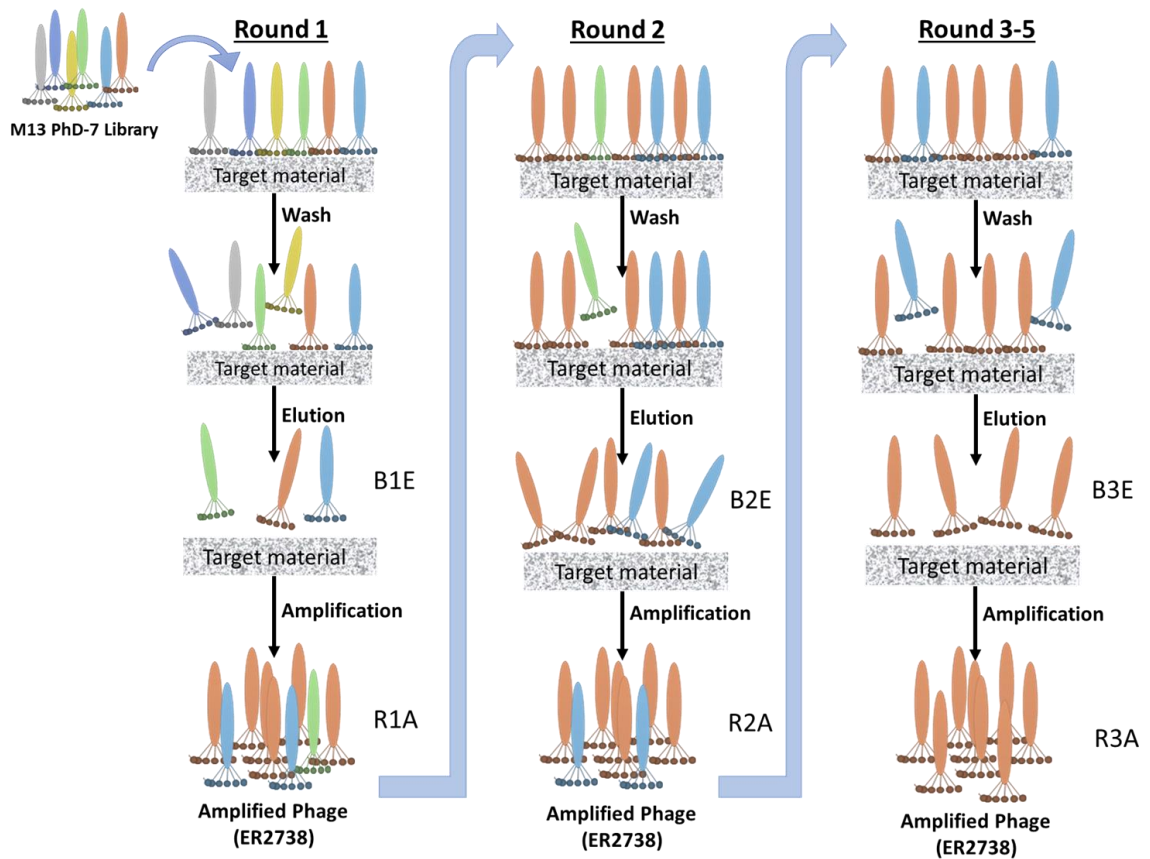 M13 PhD-7 Library
Round 1
Target material
Wash
Target material
Elution
B1E
Target material
Amplification
R1A
Amplified Phage
(ER2738)
Round 2
Target material
Wash
Target material
Elution
B2E
Target material
Amplification
R2A
Amplified Phage
(ER2738)
Round 3-5
Target material
Wash
Target material
Elution
B3E
Target material
Amplification
R3A
Amplified Phage
(ER2738)